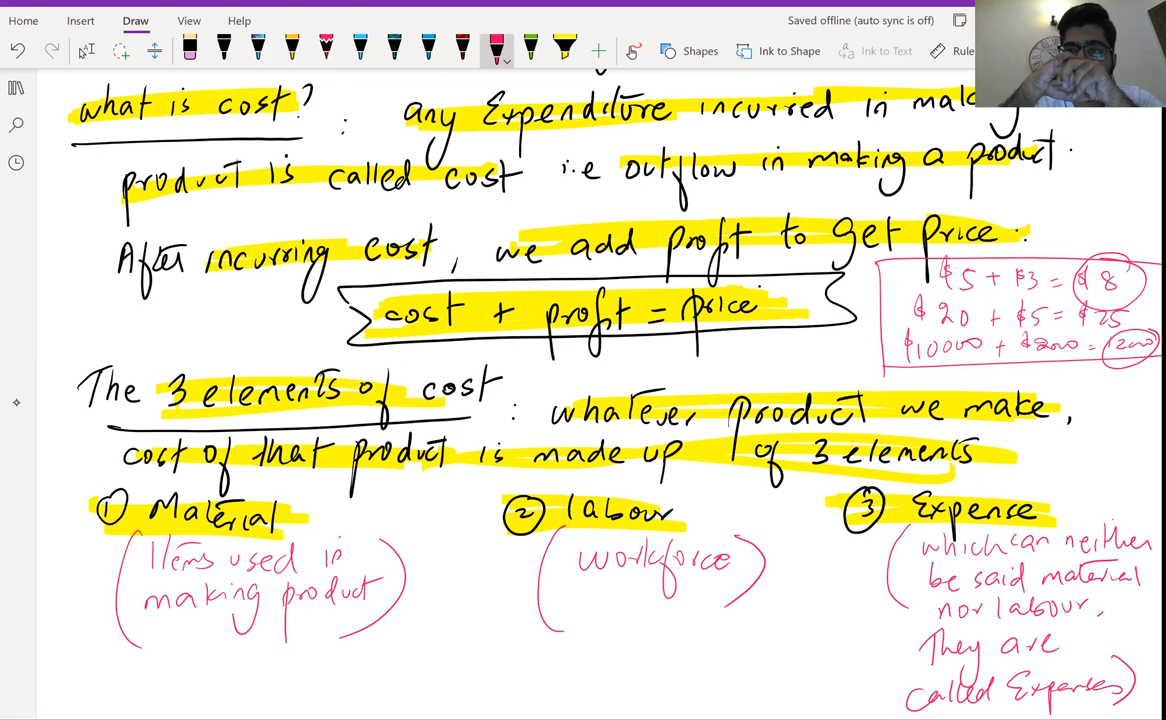 Home Insert Draw View Help Saved offline (auto sync is off)
Shapes Ink to Shape Ink to Text
what is cost? : any Expenditure incurred in
product is called cost i.e outflow in making a product.
After incurring cost, we add profit to get price:
cost + profit = price
$5 + $3 = $8
$20 + $5 = $25
$10000 + $2000 =
The 3 elements of cost : whatever product we make,
cost of that product is made up of 3 elements
① Material ② labour ③ Expense
(Items used in
making product)
(workforce)
(which can neither
be said material
nor labour,
They are
called Expenses)